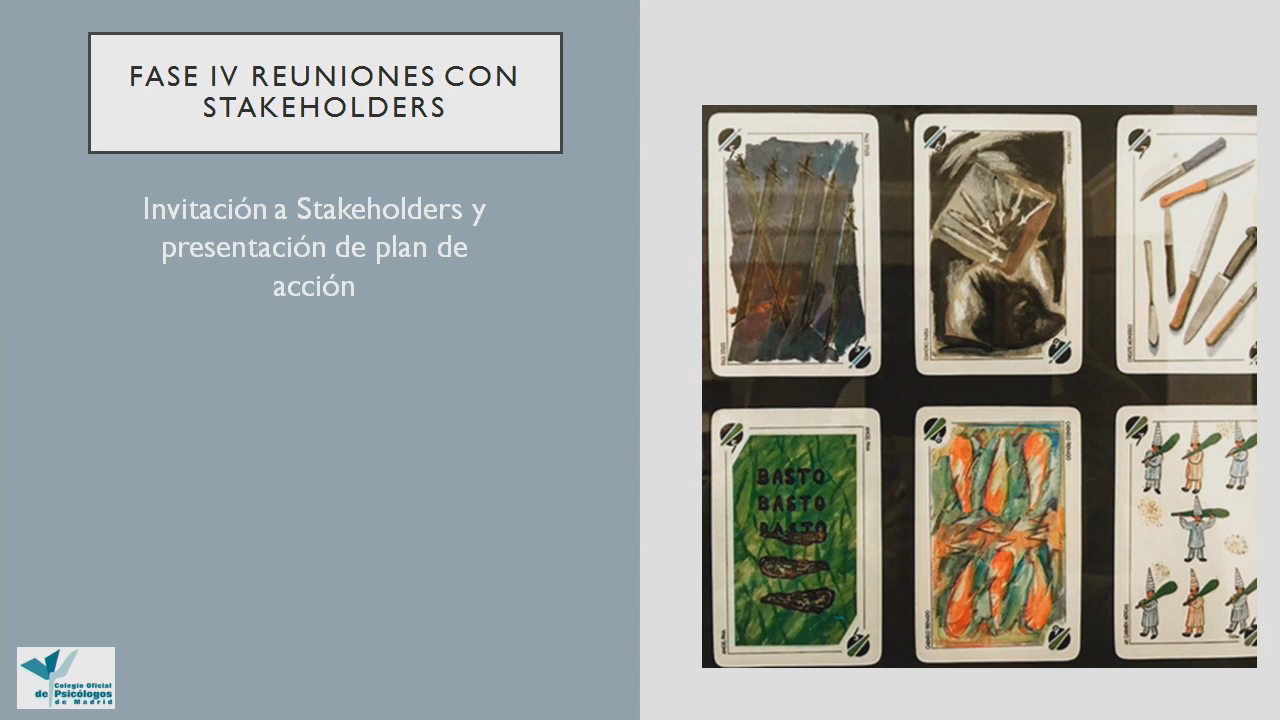 FASE IV REUNIONES CON
STAKEHOLDERS
Invitación a Stakeholders y
presentación de plan de
acción
BASTO
BASTO
BASTO
Colegio Oficial
de Psicólogos
de Madrid